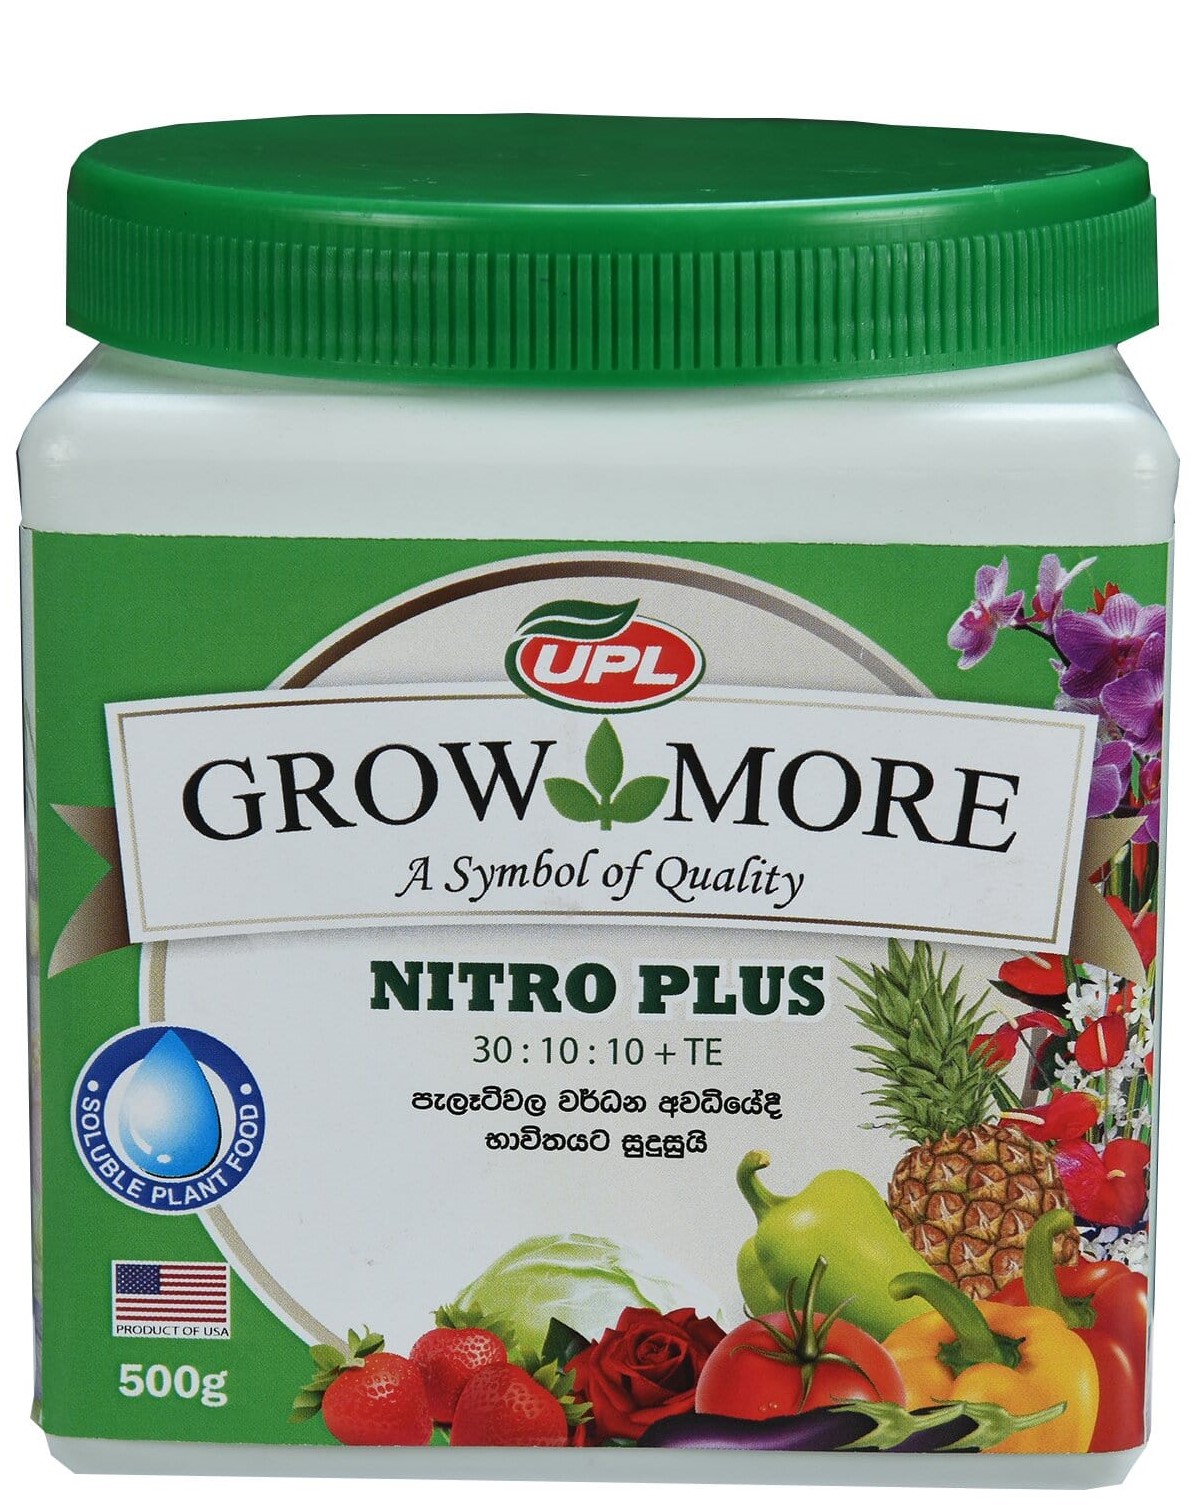 UPL
GROW MORE
A Symbol of Quality
NITRO PLUS
30 : 10 : 10 + TE
පැලෑටිවල වර්ධන අවධියේදී
භාවිතයට සුදුසුයි
• SOLUBLE PLANT FOOD •
PRODUCT OF USA
500g